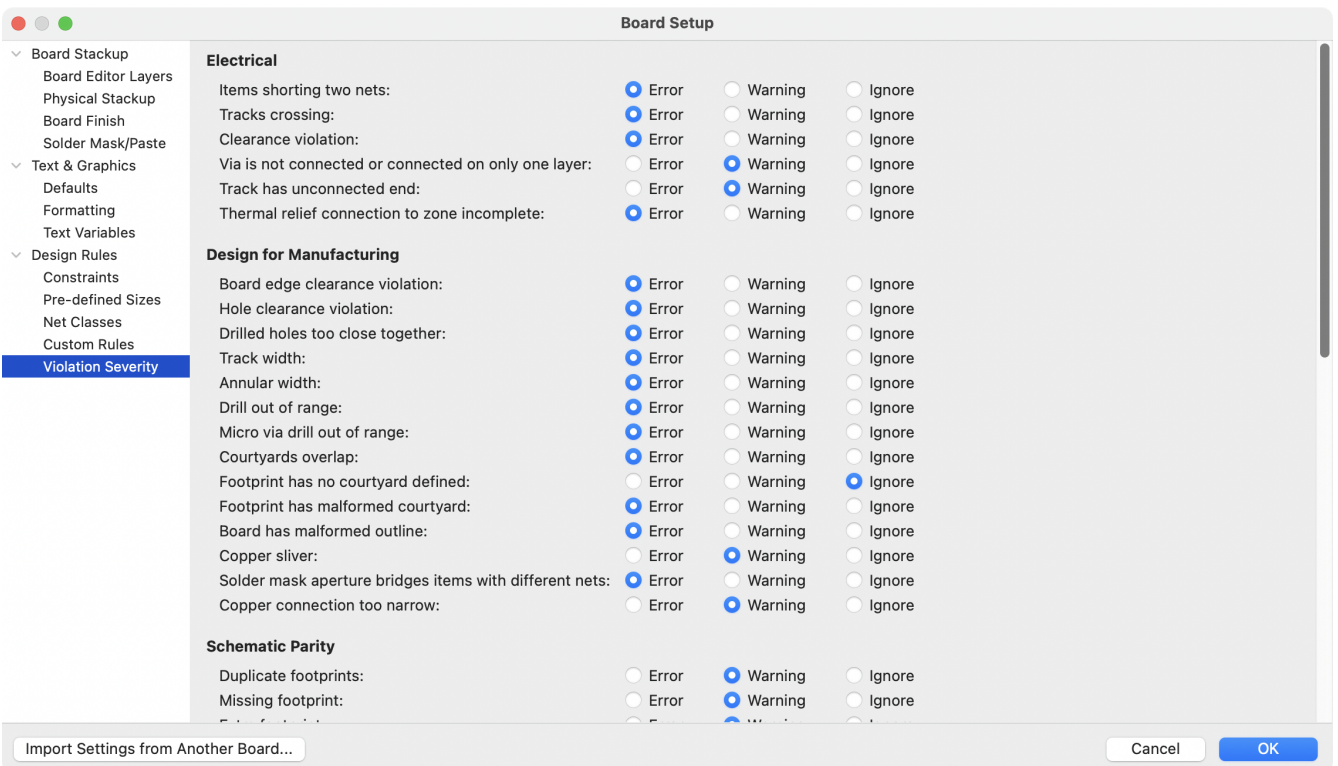 Board Setup
Board Stackup
Board Editor Layers
Physical Stackup
Board Finish
Solder Mask/Paste
Text & Graphics
Defaults
Formatting
Text Variables
Design Rules
Constraints
Pre-defined Sizes
Net Classes
Custom Rules
Violation Severity
Electrical
Items shorting two nets: Error Warning Ignore
Tracks crossing: Error Warning Ignore
Clearance violation: Error Warning Ignore
Via is not connected or connected on only one layer: Error Warning Ignore
Track has unconnected end: Error Warning Ignore
Thermal relief connection to zone incomplete: Error Warning Ignore
Design for Manufacturing
Board edge clearance violation: Error Warning Ignore
Hole clearance violation: Error Warning Ignore
Drilled holes too close together: Error Warning Ignore
Track width: Error Warning Ignore
Annular width: Error Warning Ignore
Drill out of range: Error Warning Ignore
Micro via drill out of range: Error Warning Ignore
Courtyards overlap: Error Warning Ignore
Footprint has no courtyard defined: Error Warning Ignore
Footprint has malformed courtyard: Error Warning Ignore
Board has malformed outline: Error Warning Ignore
Copper sliver: Error Warning Ignore
Solder mask aperture bridges items with different nets: Error Warning Ignore
Copper connection too narrow: Error Warning Ignore
Schematic Parity
Duplicate footprints: Error Warning Ignore
Missing footprint: Error Warning Ignore
Import Settings from Another Board...
Cancel
OK